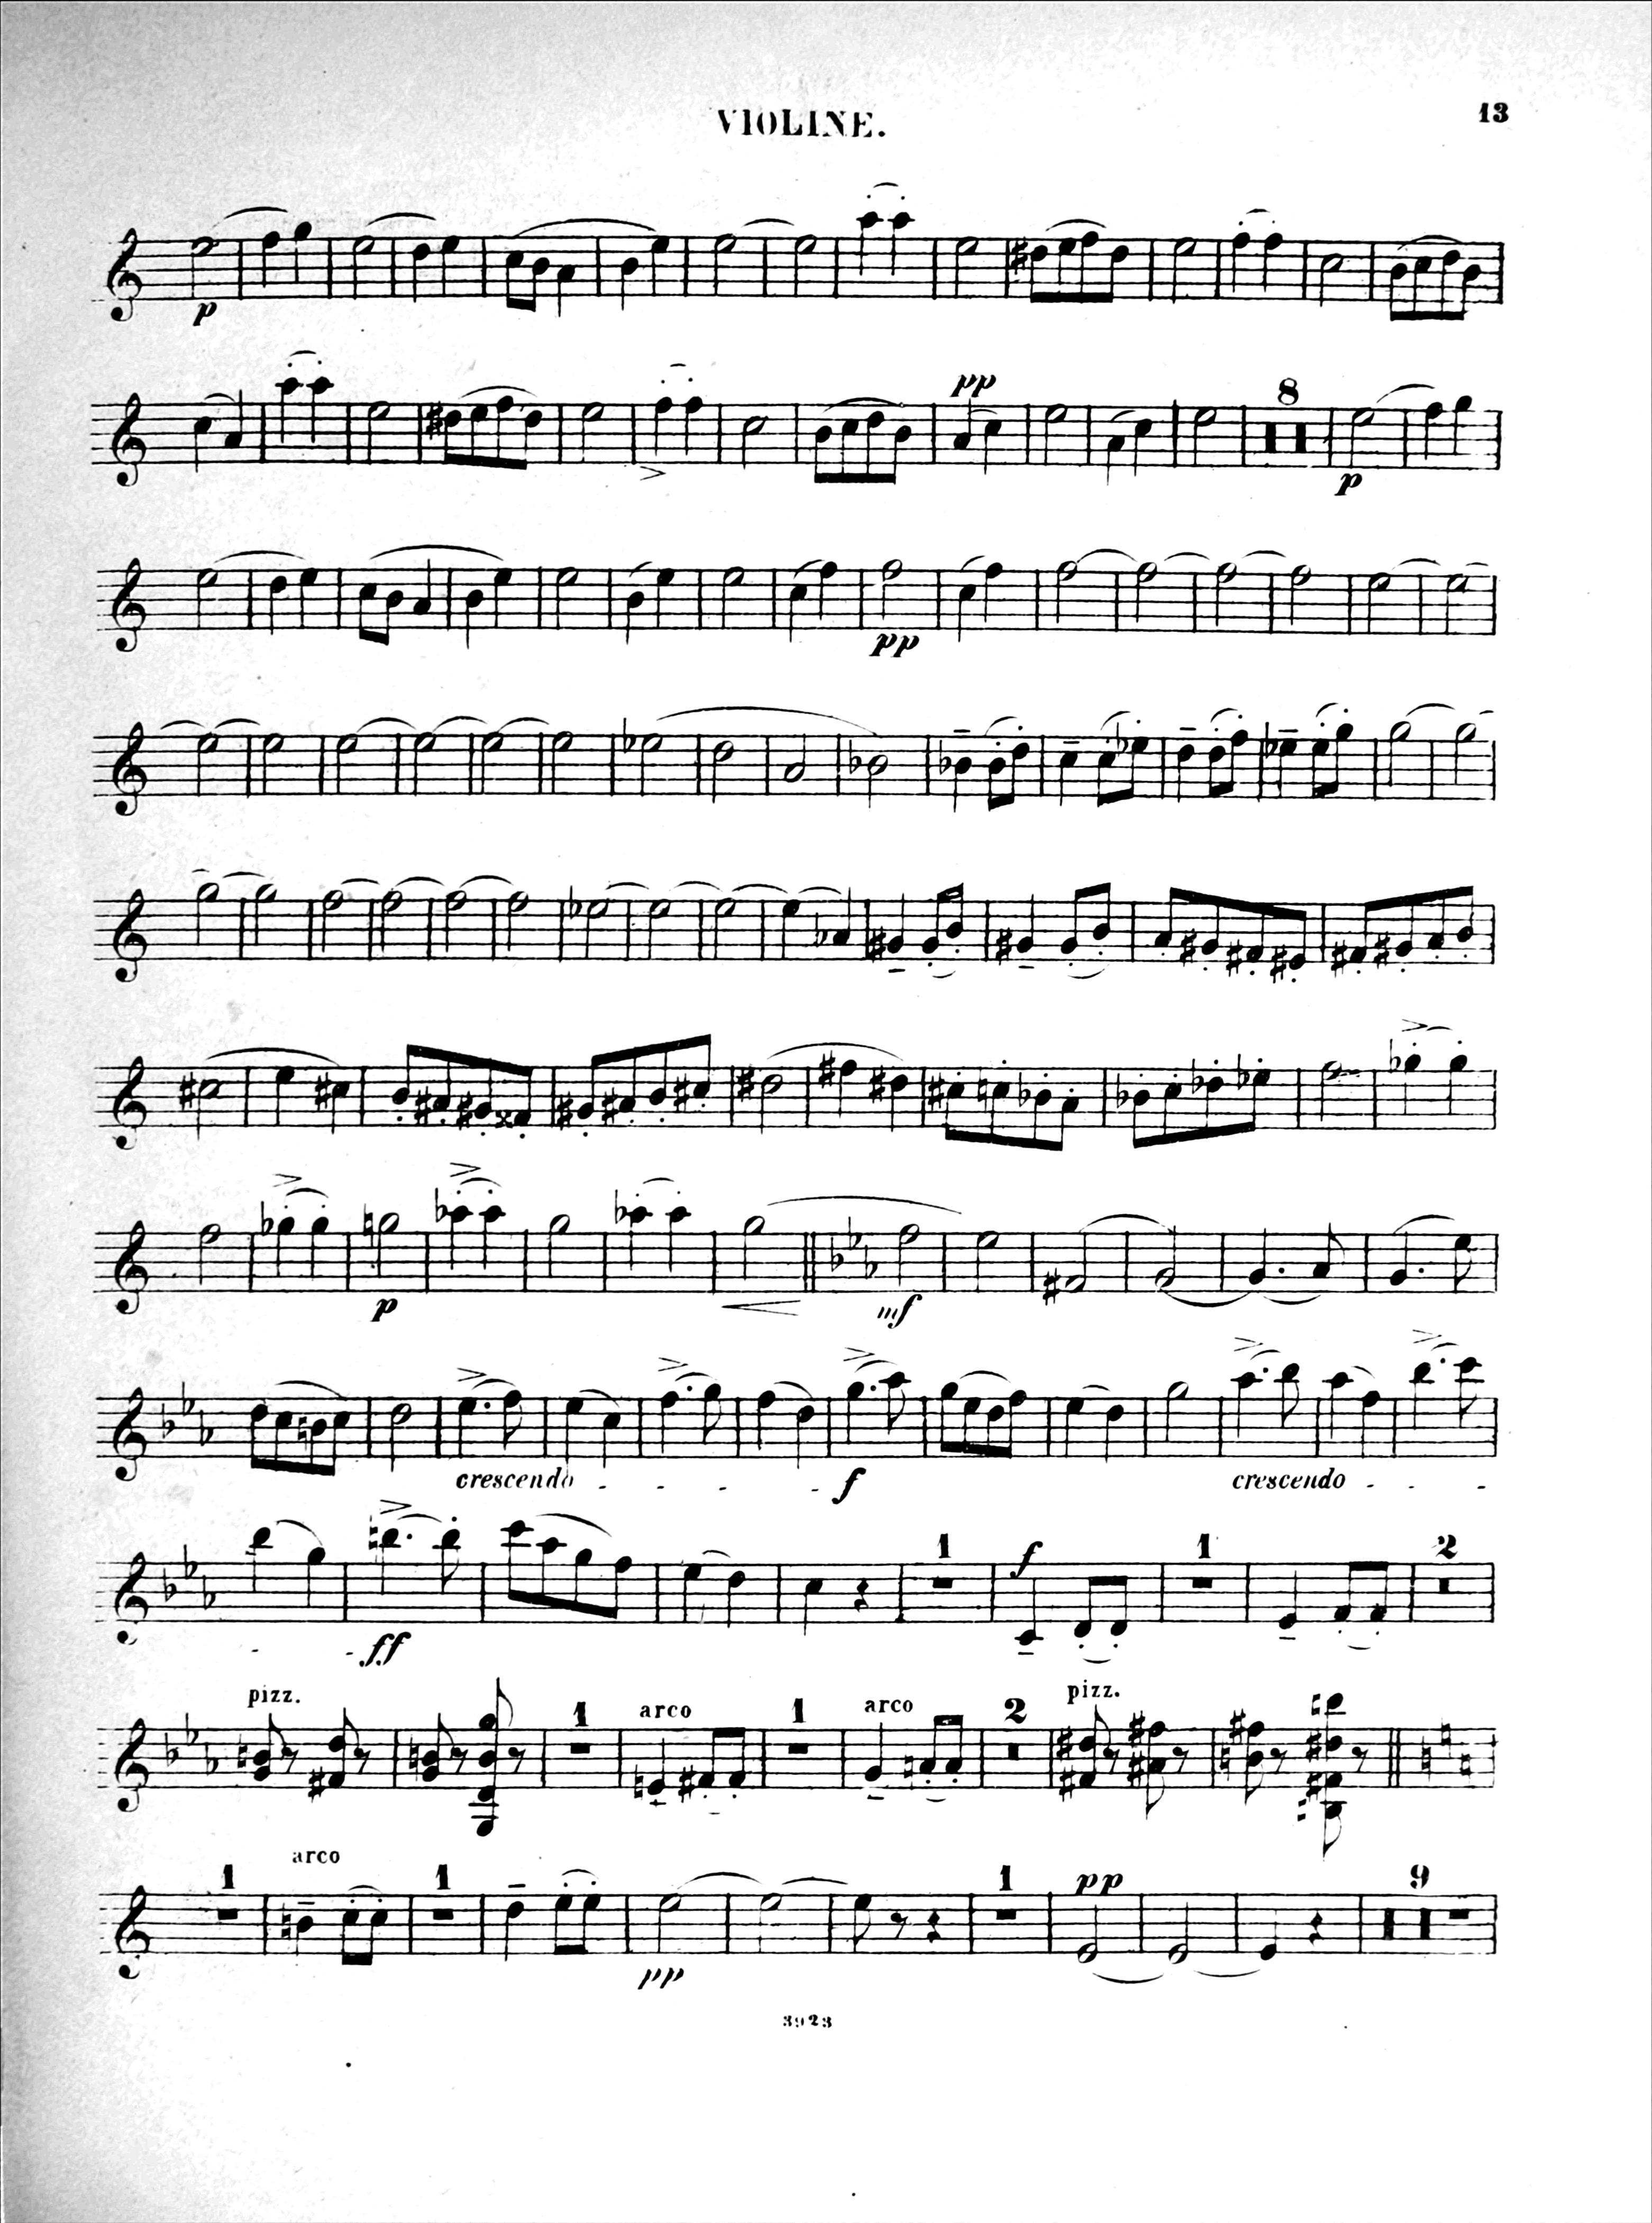 VIOLINE.
13
p
pp
8
p
pp
p
mf
crescendo
f
crescendo
ff
1
f
1
2
pizz.
1
arco
1
arco
2
pizz.
1
arco
1
pp
1
pp
9
3923